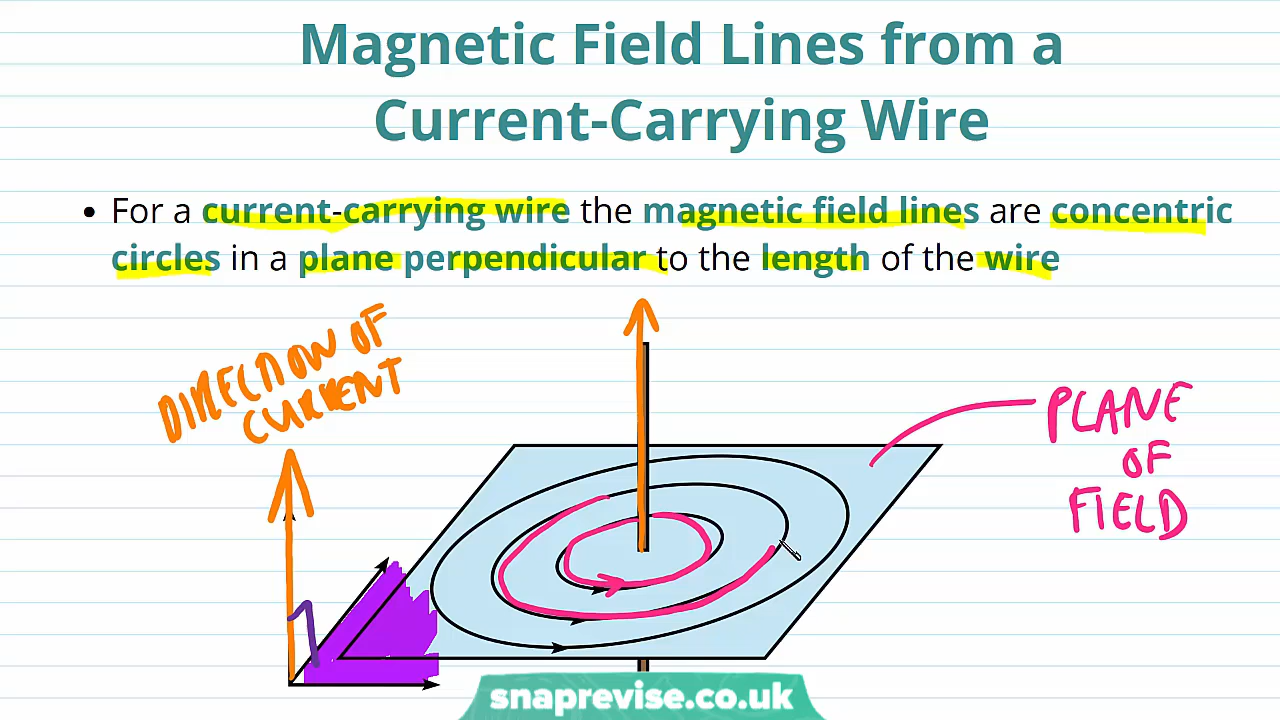 Magnetic Field Lines from a
Current-Carrying Wire
• For a current-carrying wire the magnetic field lines are concentric
circles in a plane perpendicular to the length of the wire
DIRECTION OF
CURRENT
PLANE
OF
FIELD
snaprevise.co.uk